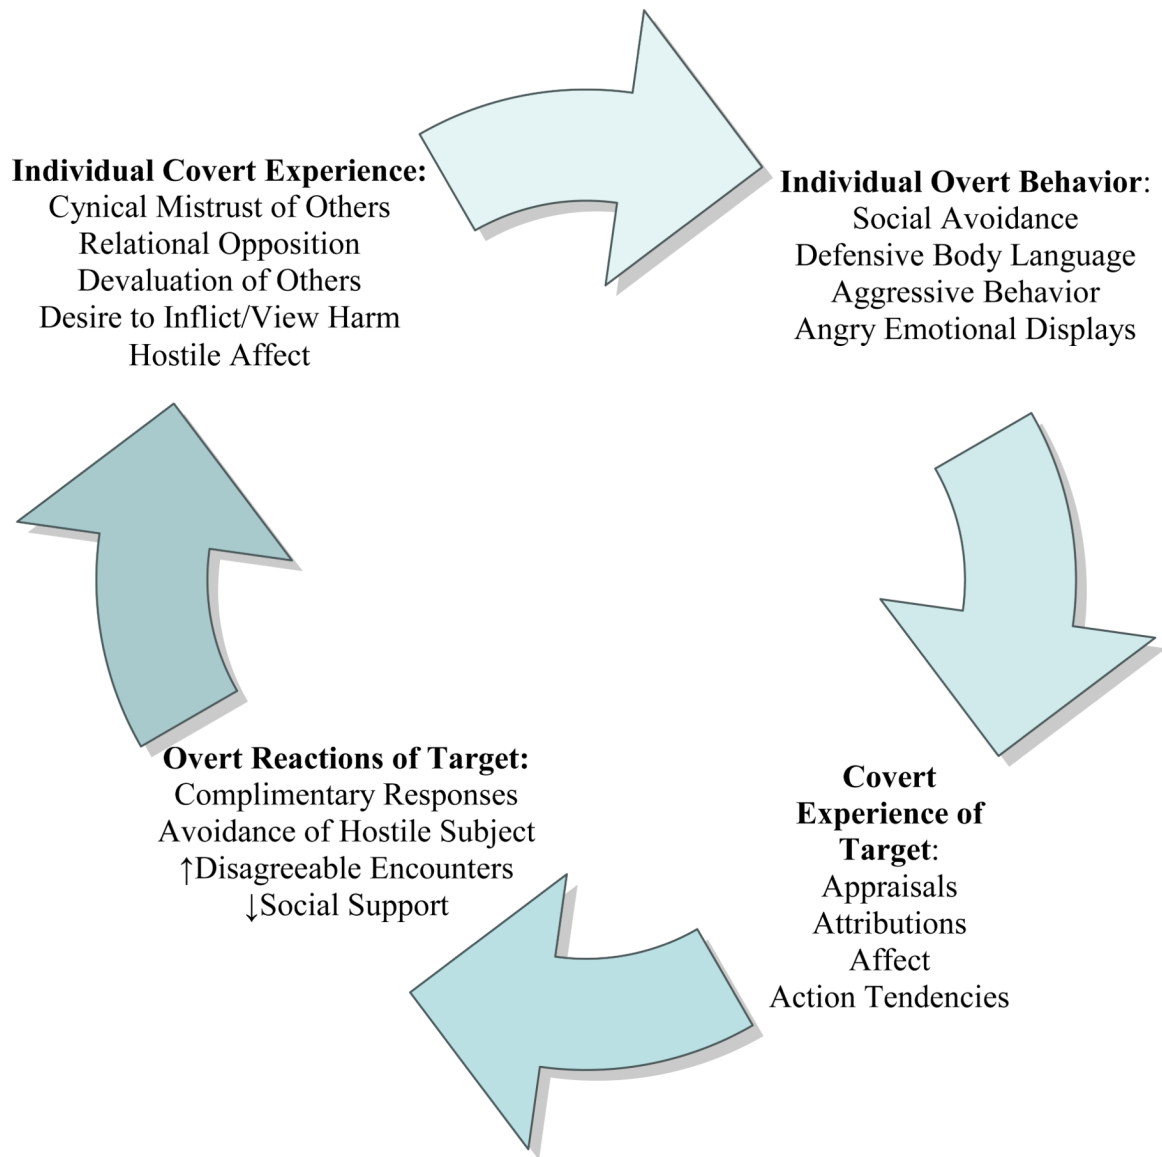 Individual Covert Experience:
Cynical Mistrust of Others
Relational Opposition
Devaluation of Others
Desire to Inflict/View Harm
Hostile Affect
Individual Overt Behavior:
Social Avoidance
Defensive Body Language
Aggressive Behavior
Angry Emotional Displays
Covert
Experience of
Target:
Appraisals
Attributions
Affect
Action Tendencies
Overt Reactions of Target:
Complimentary Responses
Avoidance of Hostile Subject
↑Disagreeable Encounters
↓Social Support